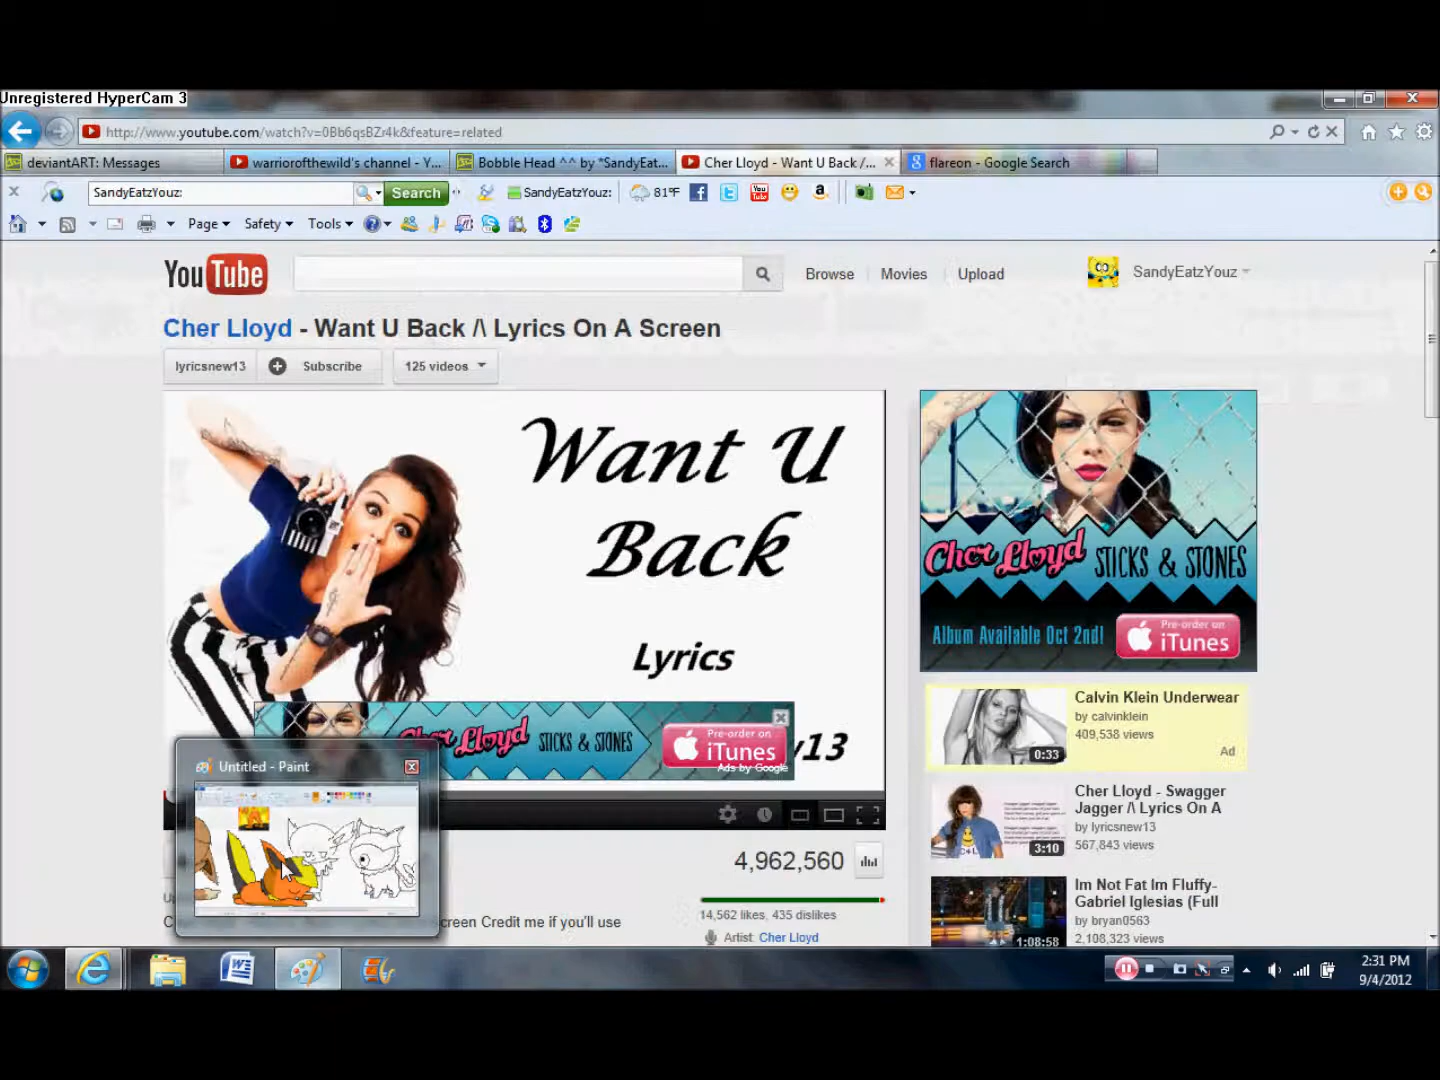 Unregistered HyperCam 3
http://www.youtube.com/watch?v=0Bb6qsBZr4k&feature=related
deviantART: Messages
warriorofthewild's channel - Y...
Bobble Head ^^ by *SandyEat...
Cher Lloyd - Want U Back /...
flareon - Google Search
SandyEatzYouz:
Search
SandyEatzYouz:
81°F
Page
Safety
Tools
YouTube
Browse
Movies
Upload
SandyEatzYouz
Cher Lloyd - Want U Back /\ Lyrics On A Screen
lyricsnew13
Subscribe
125 videos
Want U
Back
Lyrics
v13
Cher Lloyd STICKS & STONES
Album Available Oct 2nd!
Pre-order on
iTunes
Cher Lloyd STICKS & STONES
Pre-order on
iTunes
Ads by Google
Calvin Klein Underwear
by calvinklein
409,538 views
Ad
0:33
Cher Lloyd - Swagger
Jagger /\ Lyrics On A
by lyricsnew13
567,843 views
3:10
Im Not Fat Im Fluffy-
Gabriel Iglesias (Full
by bryan0563
2,108,323 views
1:08:58
Untitled - Paint
4,962,560
14,562 likes, 435 dislikes
Artist: Cher Lloyd
creen Credit me if you'll use
2:31 PM
9/4/2012